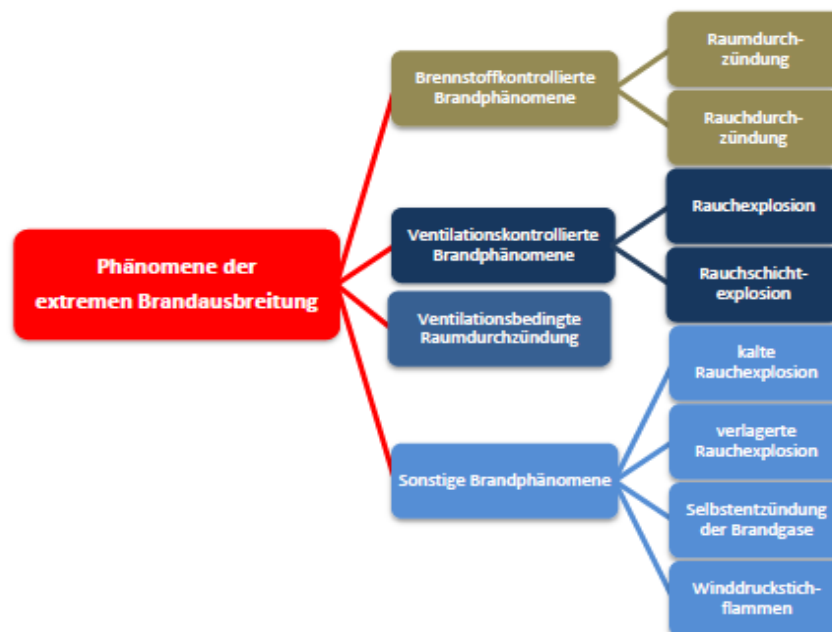 Phänomene der
extremen Brandausbreitung
Brennstoffkontrollierte
Brandphänomene
Raumdurch-
zündung
Rauchdurch-
zündung
Ventilationskontrollierte
Brandphänomene
Rauchexplosion
Rauchschicht-
explosion
Ventilationsbedingte
Raumdurchzündung
Sonstige Brandphänomene
kalte
Rauchexplosion
verlagerte
Rauchexplosion
Selbstentzündung
der Brandgase
Winddruckstich-
flammen